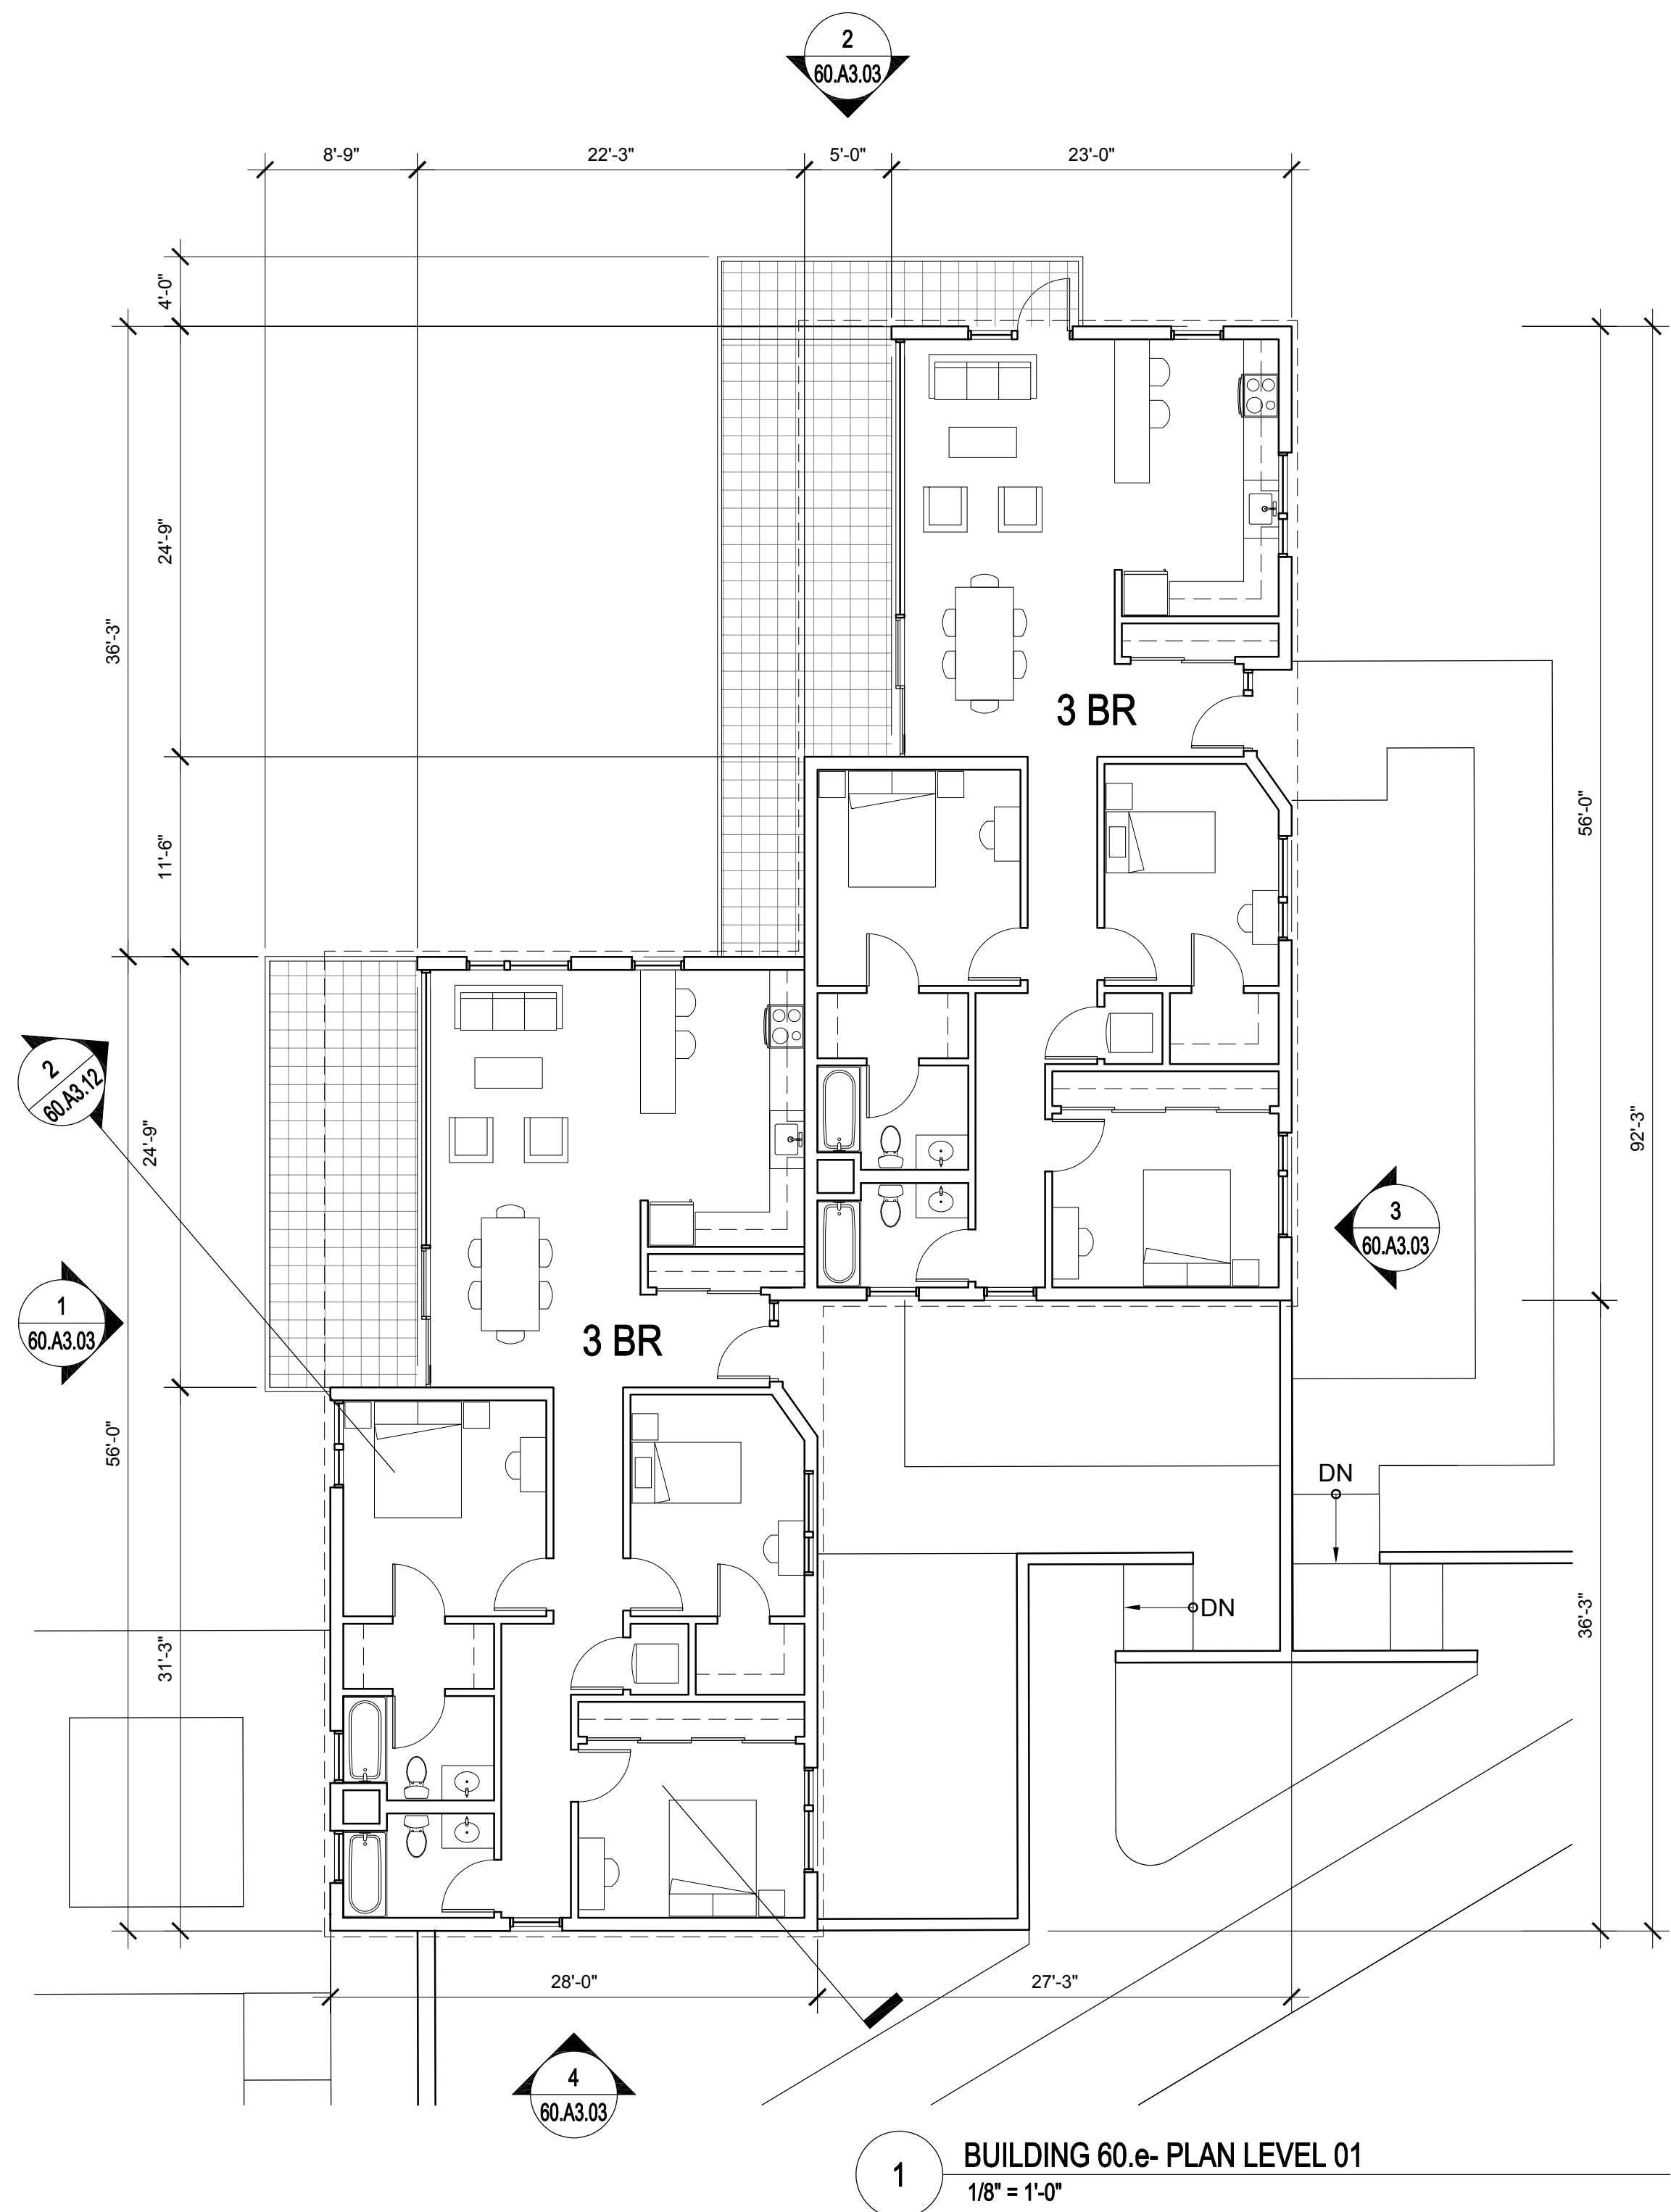 2
60.A3.03
8'-9"
22'-3"
5'-0"
23'-0"
4'-0"
24'-9"
36'-3"
3 BR
11'-6"
56'-0"
2
60.A3.12
24'-9"
92'-3"
3
60.A3.03
1
60.A3.03
3 BR
56'-0"
DN
DN
36'-3"
31'-3"
28'-0"
27'-3"
4
60.A3.03
1
BUILDING 60.e- PLAN LEVEL 01
1/8" = 1'-0"